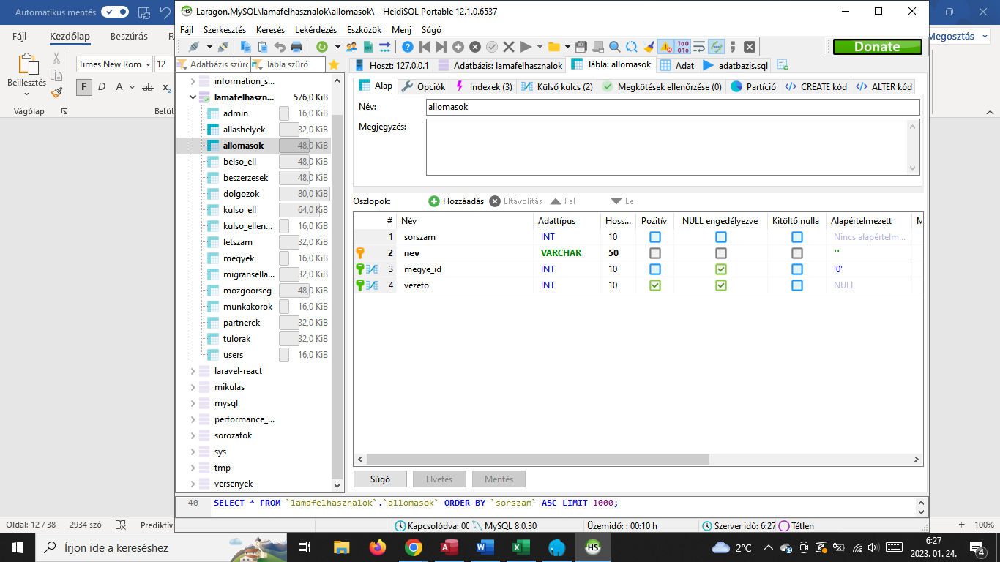 Automatikus mentés
Laragon.MySQL\lamafelhasznalok\allomasok\ - HeidiSQL Portable 12.1.0.6537
Fájl Kezdőlap Beszúrás
Megosztás
Fájl Szerkesztés Keresés Lekérdezés Eszközök Menj Súgó
Donate
Times New Rom 12
Beillesztés
F D A ab x₂
Vágólap Betűt
Adatbázis szűrő Tábla szűrő
Hoszt: 127.0.0.1 Adatbázis: lamafelhasznalok Tábla: allomasok Adat adatbazis.sql
Alap Opciók Indexek (3) Külső kulcs (2) Megkötések ellenőrzése (0) Partíció CREATE kód ALTER kód
Név: allomasok
Megjegyzés:
information_s...
lamafelhaszn... 576,0 KiB
admin 16,0 KiB
allashelyek 32,0 KiB
allomasok 48,0 KiB
belso_ell 48,0 KiB
beszerzesek 48,0 KiB
dolgozok 80,0 KiB
kulso_ell 64,0 KiB
kulso_ellen... 16,0 KiB
letszam 32,0 KiB
megyek 16,0 KiB
migransella... 32,0 KiB
mozgoorseg 48,0 KiB
munkakorok 16,0 KiB
partnerek 32,0 KiB
tulorak 32,0 KiB
users 16,0 KiB
laravel-react
mikulas
mysql
performance_...
sorozatok
sys
tmp
versenyek
Oszlopok: Hozzáadás Eltávolítás Fel Le
# Név Adattípus Hoss... Pozitív NULL engedélyezve Kitöltő nulla Alapértelmezett M
1 sorszam INT 10 Nincs alapértelm...
2 nev VARCHAR 50 ''
3 megye_id INT 10 '0'
4 vezeto INT 10 NULL
Súgó Elvetés Mentés
40 SELECT * FROM `lamafelhasznalok`.`allomasok` ORDER BY `sorszam` ASC LIMIT 1000;
Oldal: 12 / 38 2934 szó Prediktív
Kapcsolódva: 00 MySQL 8.0.30 Üzemidő: : 00:10 h Szerver idő: 6:27 Tétlen
100%
Írjon ide a kereséshez
2°C
6:27
2023. 01. 24.
4